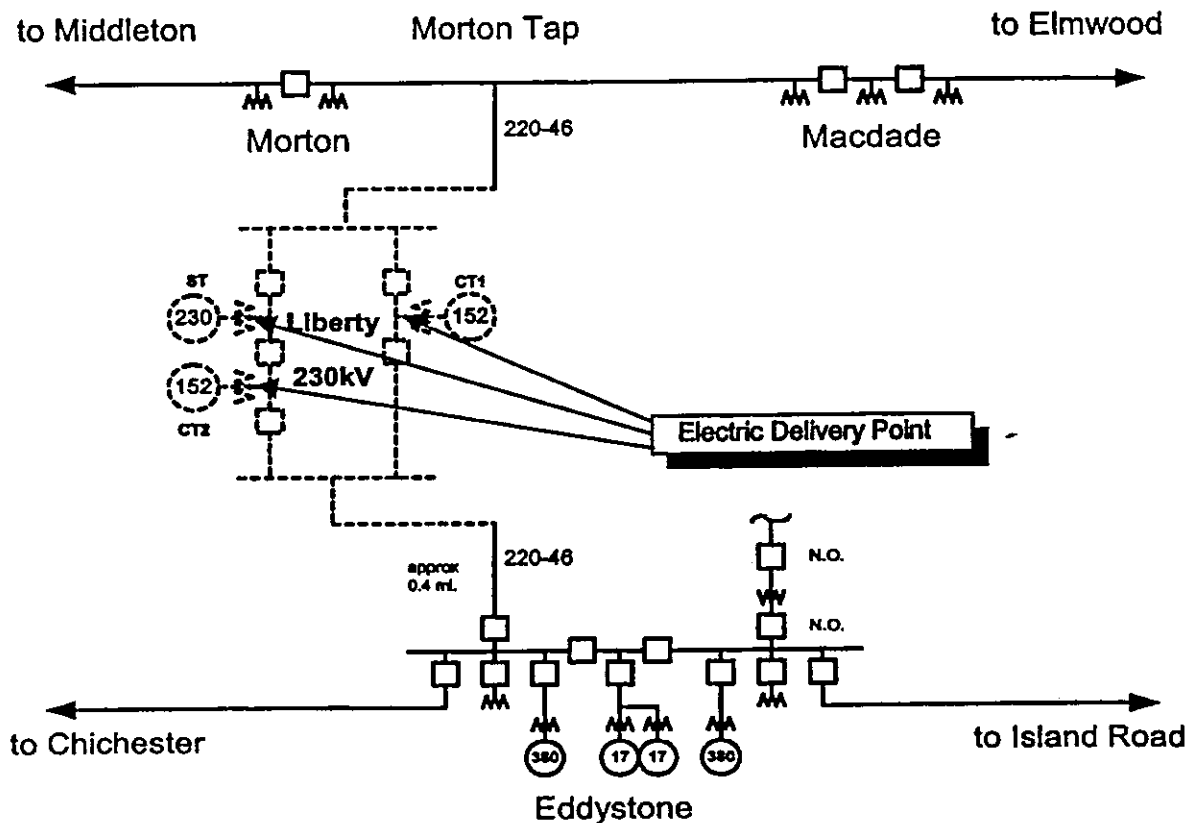 to Middleton
Morton Tap
to Elmwood
Morton
220-46
Macdade
ST
CT1
230
Liberty
152
152
230kV
CT2
Electric Delivery Point
approx
0.4 mi.
220-46
N.O.
N.O.
to Chichester
to Island Road
380
17
17
380
Eddystone